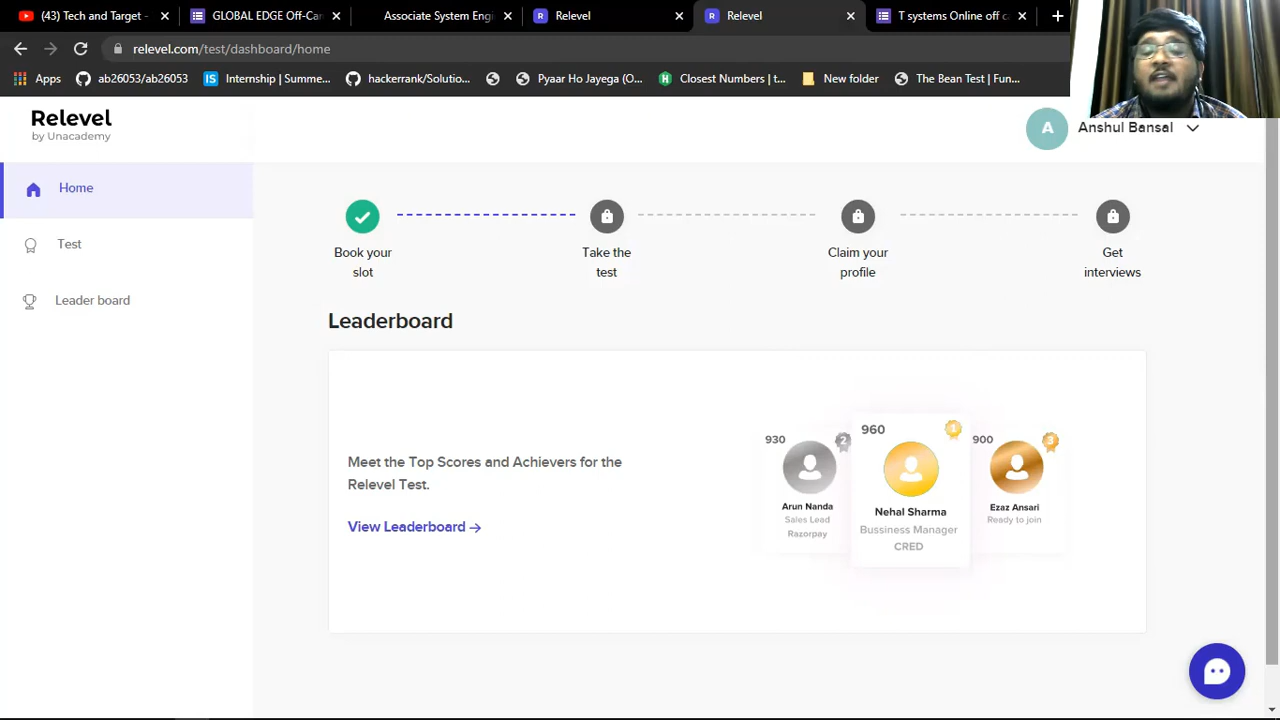 (43) Tech and Target -
GLOBAL EDGE Off-Ca
Associate System Engi
Relevel
Relevel
T systems Online off c
relevel.com/test/dashboard/home
Apps
ab26053/ab26053
IS
Internship | Summe...
hackerrank/Solutio...
Pyaar Ho Jayega (O...
Closest Numbers | t...
New folder
The Bean Test | Fun...
Relevel
by Unacademy
A
Anshul Bansal
Home
Test
Leader board
Book your
slot
Take the
test
Claim your
profile
Get
interviews
Leaderboard
Meet the Top Scores and Achievers for the
Relevel Test.
View Leaderboard →
930
2
Arun Nanda
Sales Lead
Razorpay
960
1
Nehal Sharma
Bussiness Manager
CRED
900
3
Ezaz Ansari
Ready to join